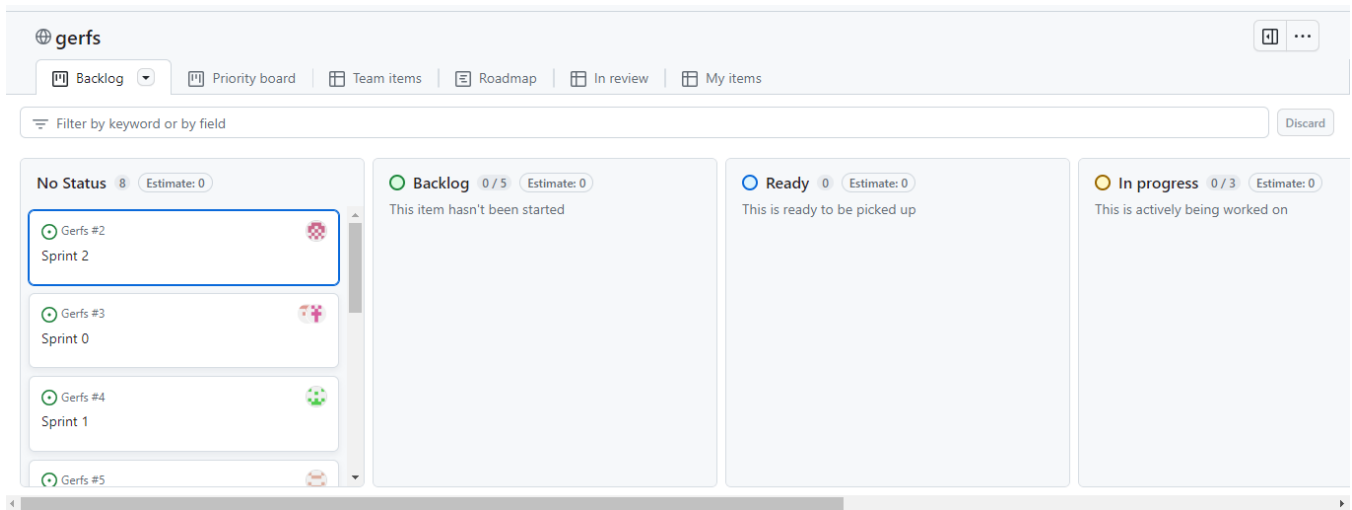 gerfs
Backlog Priority board Team items Roadmap In review My items
Filter by keyword or by field Discard
No Status 8 Estimate: 0
Gerfs #2
Sprint 2
Gerfs #3
Sprint 0
Gerfs #4
Sprint 1
Gerfs #5
Backlog 0 / 5 Estimate: 0
This item hasn't been started
Ready 0 Estimate: 0
This is ready to be picked up
In progress 0 / 3 Estimate: 0
This is actively being worked on